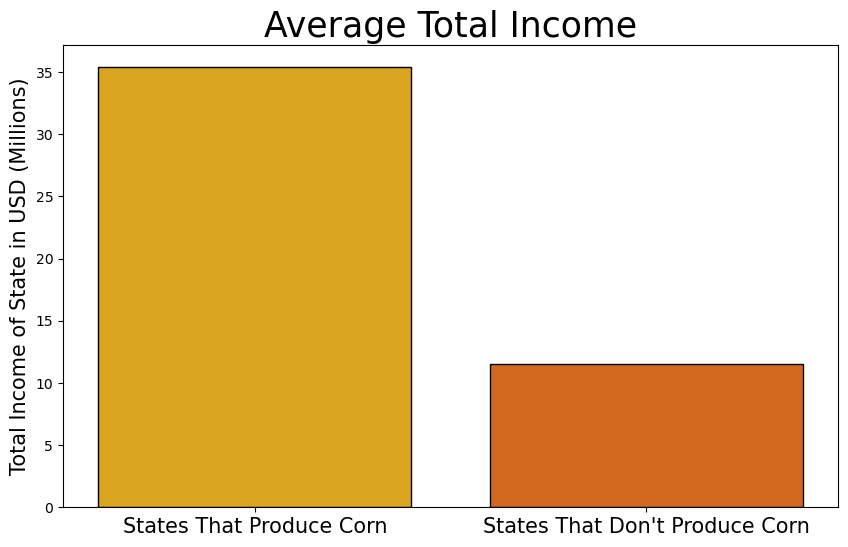 Average Total Income
Total Income of State in USD (Millions)
35
30
25
20
15
10
5
0
States That Produce Corn
States That Don't Produce Corn